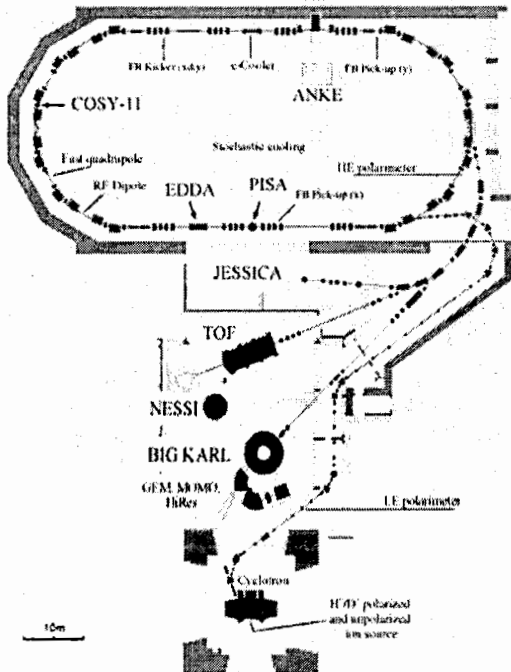 FB Kicker (x&y)
e-Cooler
FB Pick-up (y)
ANKE
COSY-11
Stochastic cooling
Fast quadrupole
HE polarimeter
RF Dipole
EDDA
PISA
FB Pick-up (x)
JESSICA
TOF
NESSI
BIG KARL
GEM, MOMO,
HiRes
LE polarimeter
Cyclotron
polarized
and unpolarized
ion source
10m